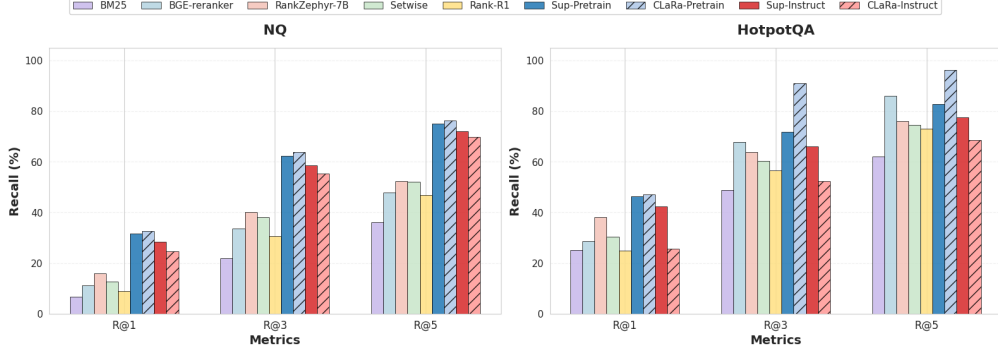 BM25 BGE-reranker RankZephyr-7B Setwise Rank-R1 Sup-Pretrain CLaRa-Pretrain Sup-Instruct CLaRa-Instruct
NQ
Recall (%)
100
80
60
40
20
0
R@1 R@3 R@5
Metrics
HotpotQA
Recall (%)
100
80
60
40
20
0
R@1 R@3 R@5
Metrics